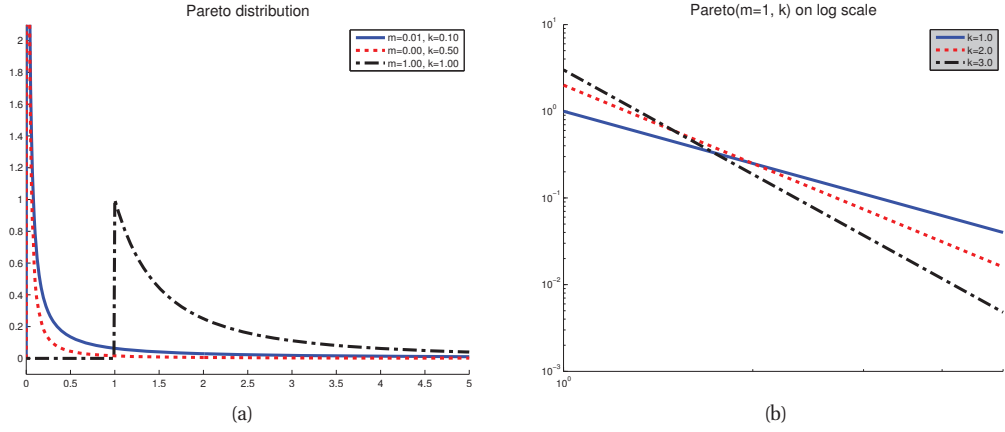 Pareto distribution
2
1.8
1.6
1.4
1.2
1
0.8
0.6
0.4
0.2
0
m=0.01, k=0.10
m=0.00, k=0.50
m=1.00, k=1.00
0 0.5 1 1.5 2 2.5 3 3.5 4 4.5 5
(a)
Pareto(m=1, k) on log scale
10¹
10⁰
10⁻¹
10⁻²
10⁻³
k=1.0
k=2.0
k=3.0
10⁰
(b)